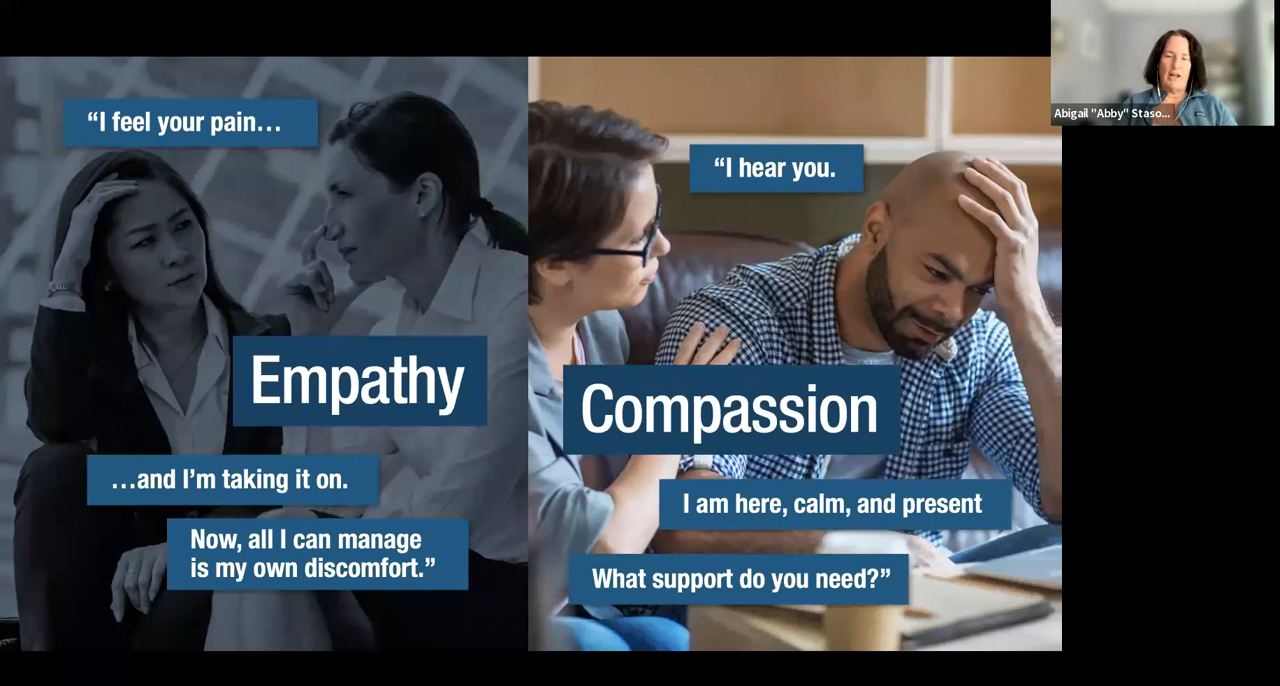 “I feel your pain…
Empathy
…and I’m taking it on.
Now, all I can manage
is my own discomfort.”
“I hear you.
Compassion
I am here, calm, and present
What support do you need?”
Abigail "Abby" Staso...